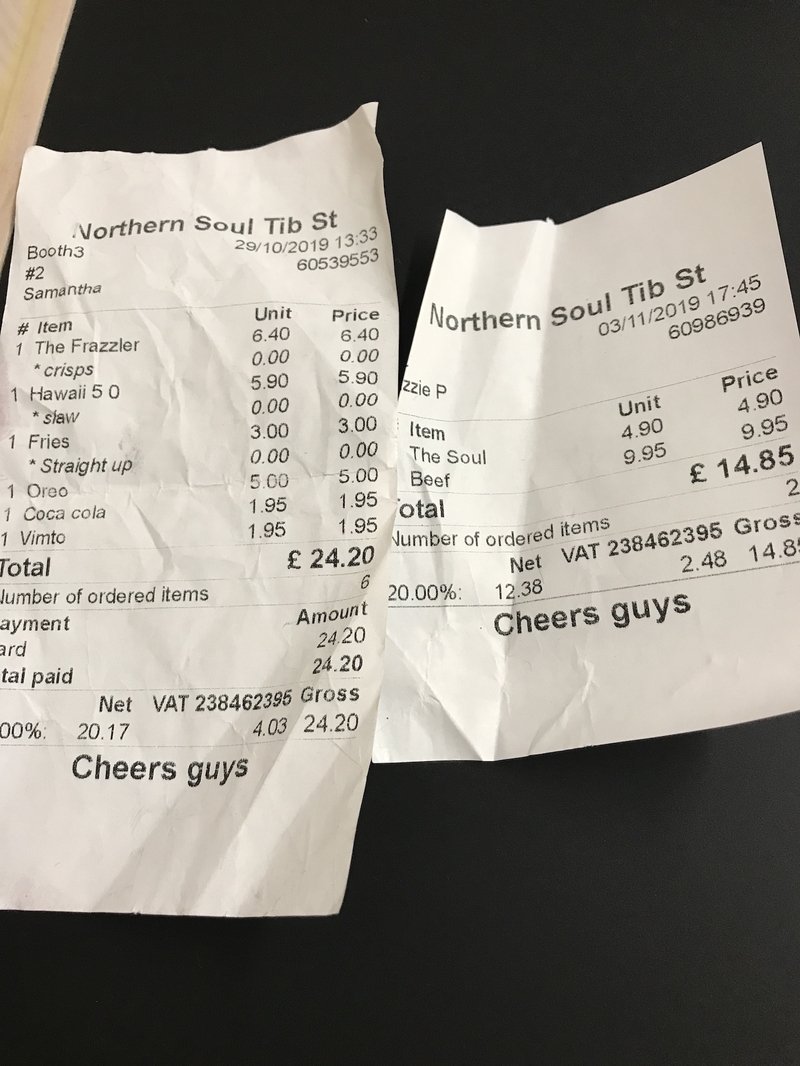 Northern Soul Tib St
Booth3 29/10/2019 13:33
#2 60539553
Samantha
# Item Unit Price
1 The Frazzler 6.40 6.40
* crisps 0.00 0.00
1 Hawaii 5 0 5.90 5.90
* slaw 0.00 0.00
1 Fries 3.00 3.00
* Straight up 0.00 0.00
1 Oreo 5.00 5.00
1 Coca cola 1.95 1.95
1 Vimto 1.95 1.95
Total £ 24.20
Number of ordered items 6
ayment Amount
ard 24.20
tal paid 24.20
Net VAT 238462395 Gross
00%: 20.17 4.03 24.20
Cheers guys
Northern Soul Tib St
03/11/2019 17:45
60986939
zzie P
Item Unit Price
The Soul 4.90 4.90
Beef 9.95 9.95
otal £ 14.85
Number of ordered items 2
Net VAT 238462395 Gross
20.00%: 12.38 2.48 14.85
Cheers guys